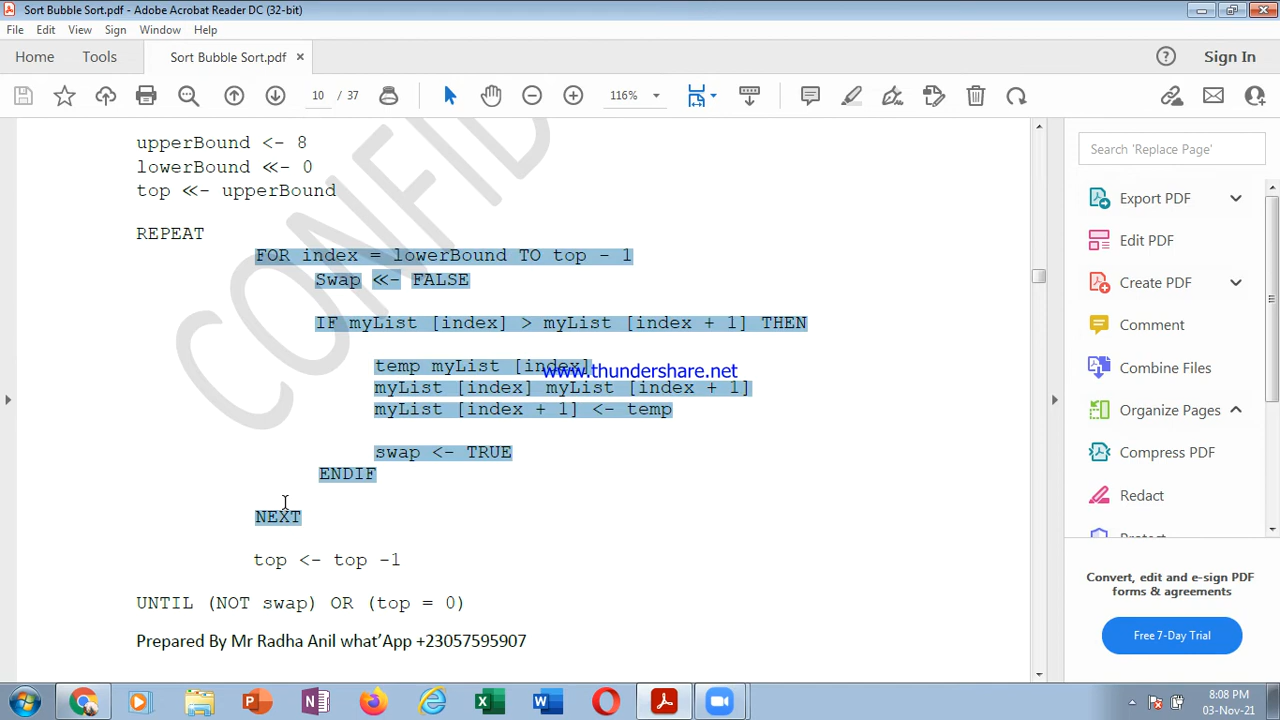 Sort Bubble Sort.pdf - Adobe Acrobat Reader DC (32-bit)
File Edit View Sign Window Help
Home Tools Sort Bubble Sort.pdf ×
Sign In
10 / 37 116%
upperBound <- 8
lowerBound <<- 0
top <<- upperBound
REPEAT
FOR index = lowerBound TO top - 1
Swap <<- FALSE
IF myList [index] > myList [index + 1] THEN
temp myList [index]
www.thundershare.net
myList [index] myList [index + 1]
myList [index + 1] <- temp
swap <- TRUE
ENDIF
NEXT
top <- top -1
UNTIL (NOT swap) OR (top = 0)
Prepared By Mr Radha Anil what’App +23057595907
CONFID
Search 'Replace Page'
Export PDF
Edit PDF
Create PDF
Comment
Combine Files
Organize Pages
Compress PDF
Redact
Protect
Convert, edit and e-sign PDF
forms & agreements
Free 7-Day Trial
8:08 PM
03-Nov-21